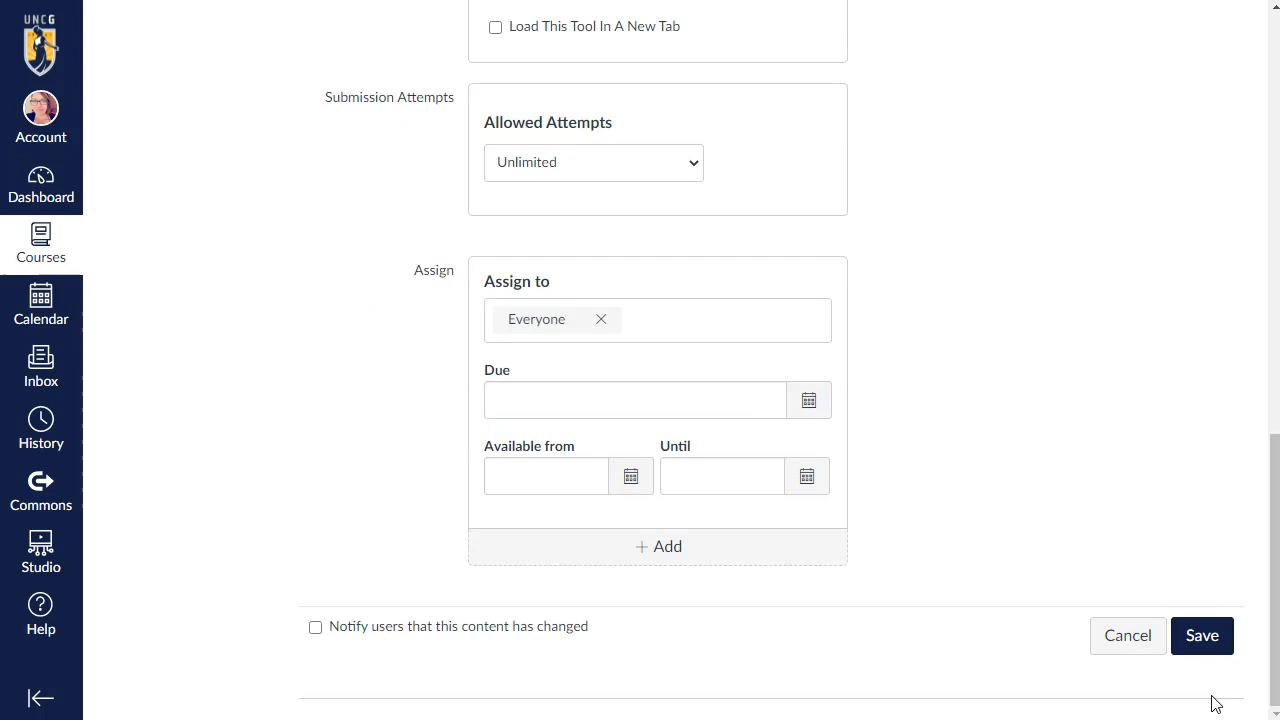 UNCG
Account
Dashboard
Courses
Calendar
Inbox
History
Commons
Studio
Help
Load This Tool In A New Tab
Submission Attempts
Allowed Attempts
Unlimited
Assign
Assign to
Everyone
Due
Available from
Until
+ Add
Notify users that this content has changed
Cancel
Save